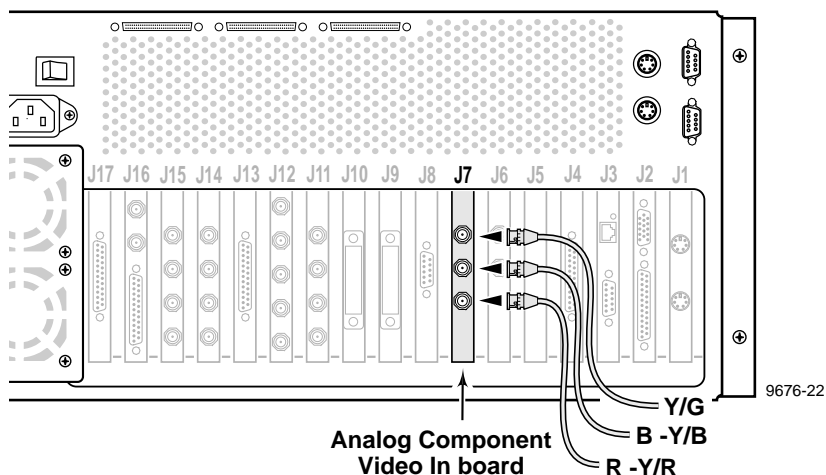 J17 J16 J15 J14 J13 J12 J11 J10 J9 J8 J7 J6 J5 J4 J3 J2 J1
9676-22
Y/G
Analog Component
Video In board
B -Y/B
R -Y/R